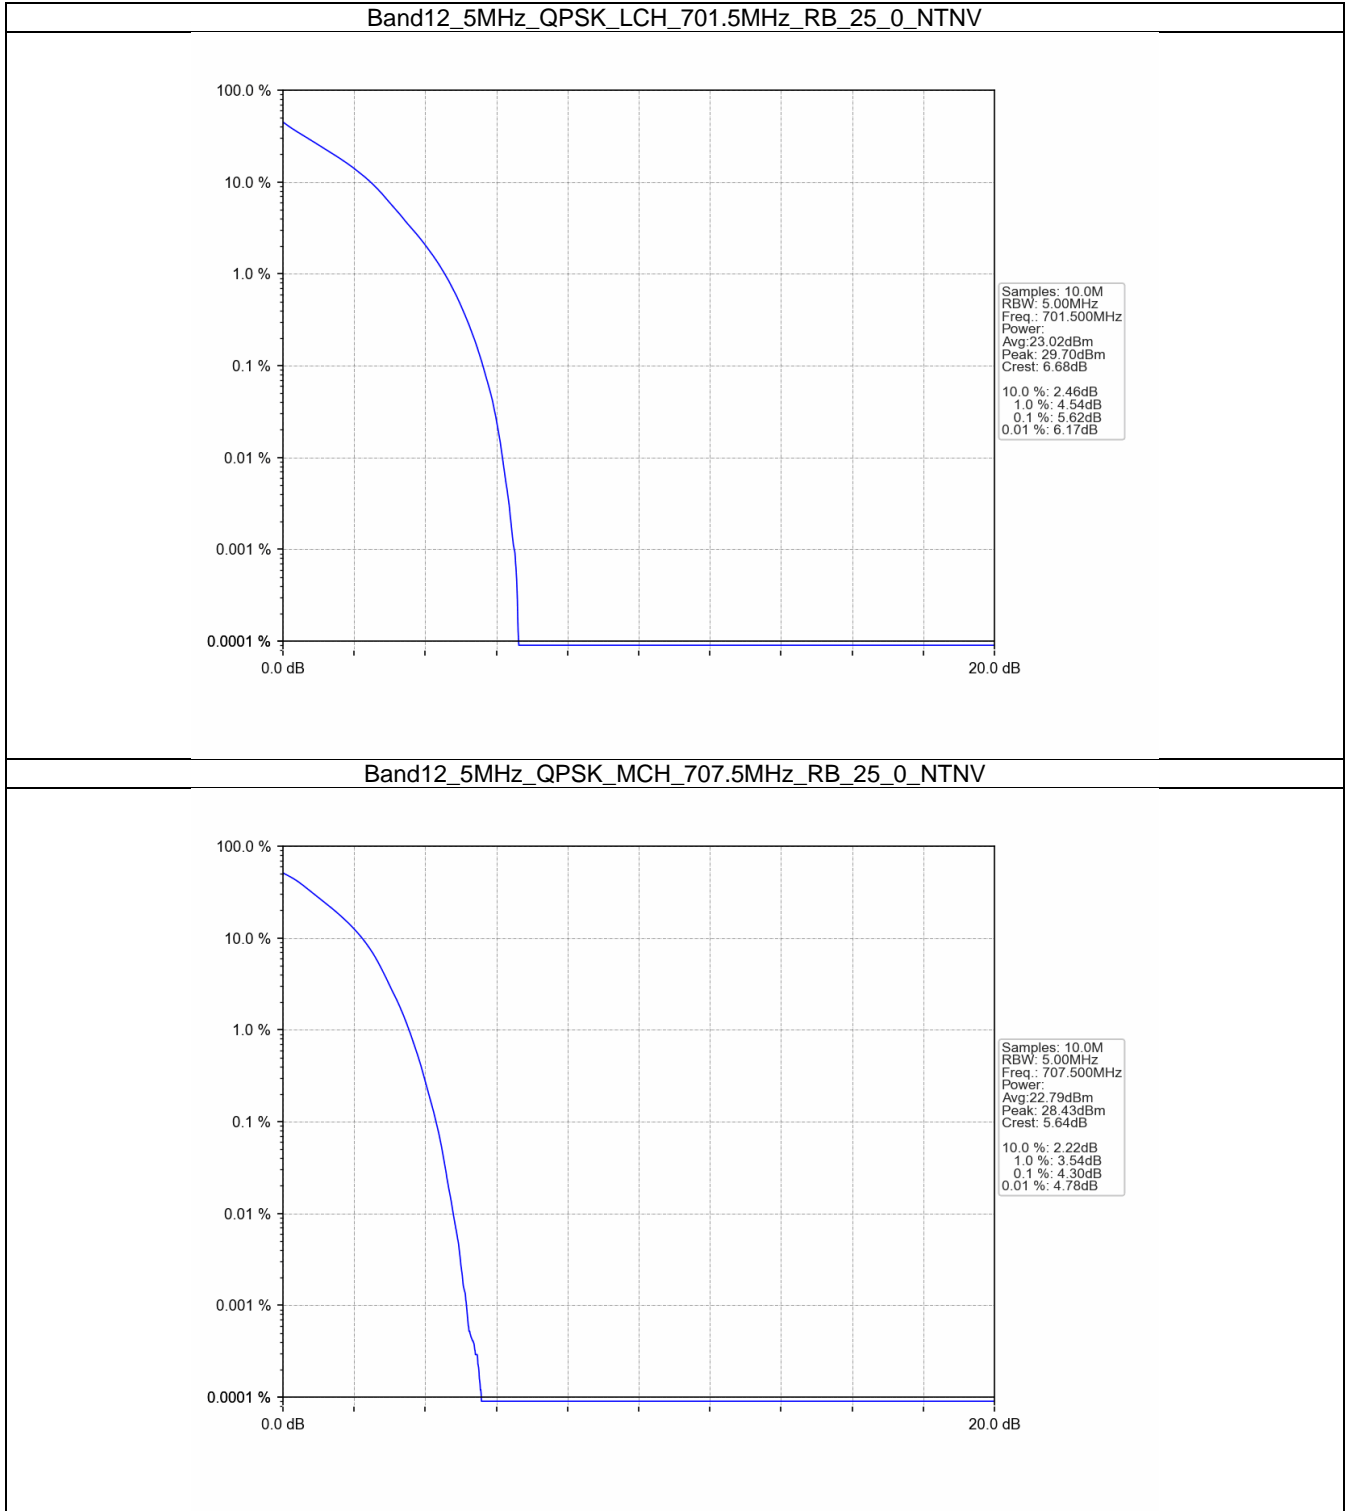 Band12_5MHz_QPSK_LCH_701.5MHz_RB_25_0_NTNV
100.0 %
10.0 %
1.0 %
0.1 %
0.01 %
0.001 %
0.0001 %
0.0 dB
20.0 dB
Samples: 10.0M
RBW: 5.00MHz
Freq.: 701.500MHz
Power:
Avg:23.02dBm
Peak: 29.70dBm
Crest: 6.68dB
10.0 %: 2.46dB
1.0 %: 4.54dB
0.1 %: 5.62dB
0.01 %: 6.17dB
Band12_5MHz_QPSK_MCH_707.5MHz_RB_25_0_NTNV
100.0 %
10.0 %
1.0 %
0.1 %
0.01 %
0.001 %
0.0001 %
0.0 dB
20.0 dB
Samples: 10.0M
RBW: 5.00MHz
Freq.: 707.500MHz
Power:
Avg:22.79dBm
Peak: 28.43dBm
Crest: 5.64dB
10.0 %: 2.22dB
1.0 %: 3.54dB
0.1 %: 4.30dB
0.01 %: 4.78dB